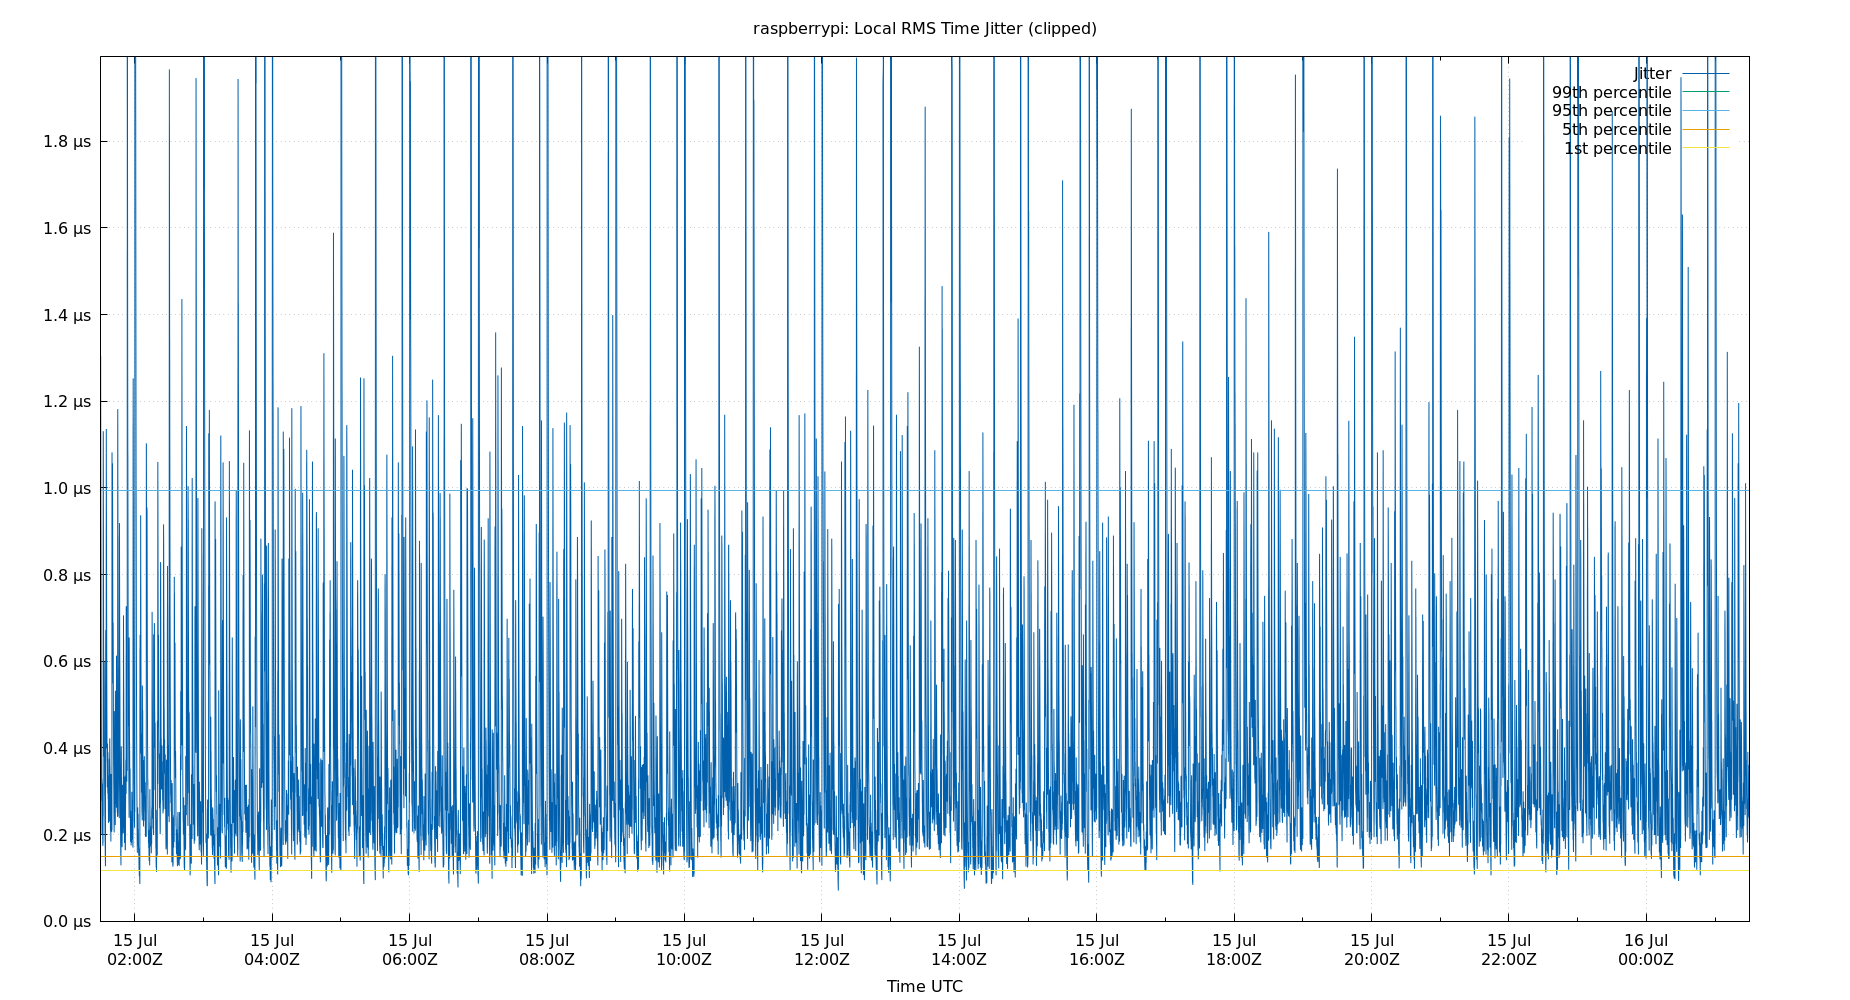 raspberrypi: Local RMS Time Jitter (clipped)
Jitter
99th percentile
95th percentile
5th percentile
1st percentile
1.8 µs
1.6 µs
1.4 µs
1.2 µs
1.0 µs
0.8 µs
0.6 µs
0.4 µs
0.2 µs
0.0 µs
15 Jul 15 Jul 15 Jul 15 Jul 15 Jul 15 Jul 15 Jul 15 Jul 15 Jul 15 Jul 15 Jul 16 Jul
02:00Z 04:00Z 06:00Z 08:00Z 10:00Z 12:00Z 14:00Z 16:00Z 18:00Z 20:00Z 22:00Z 00:00Z
Time UTC